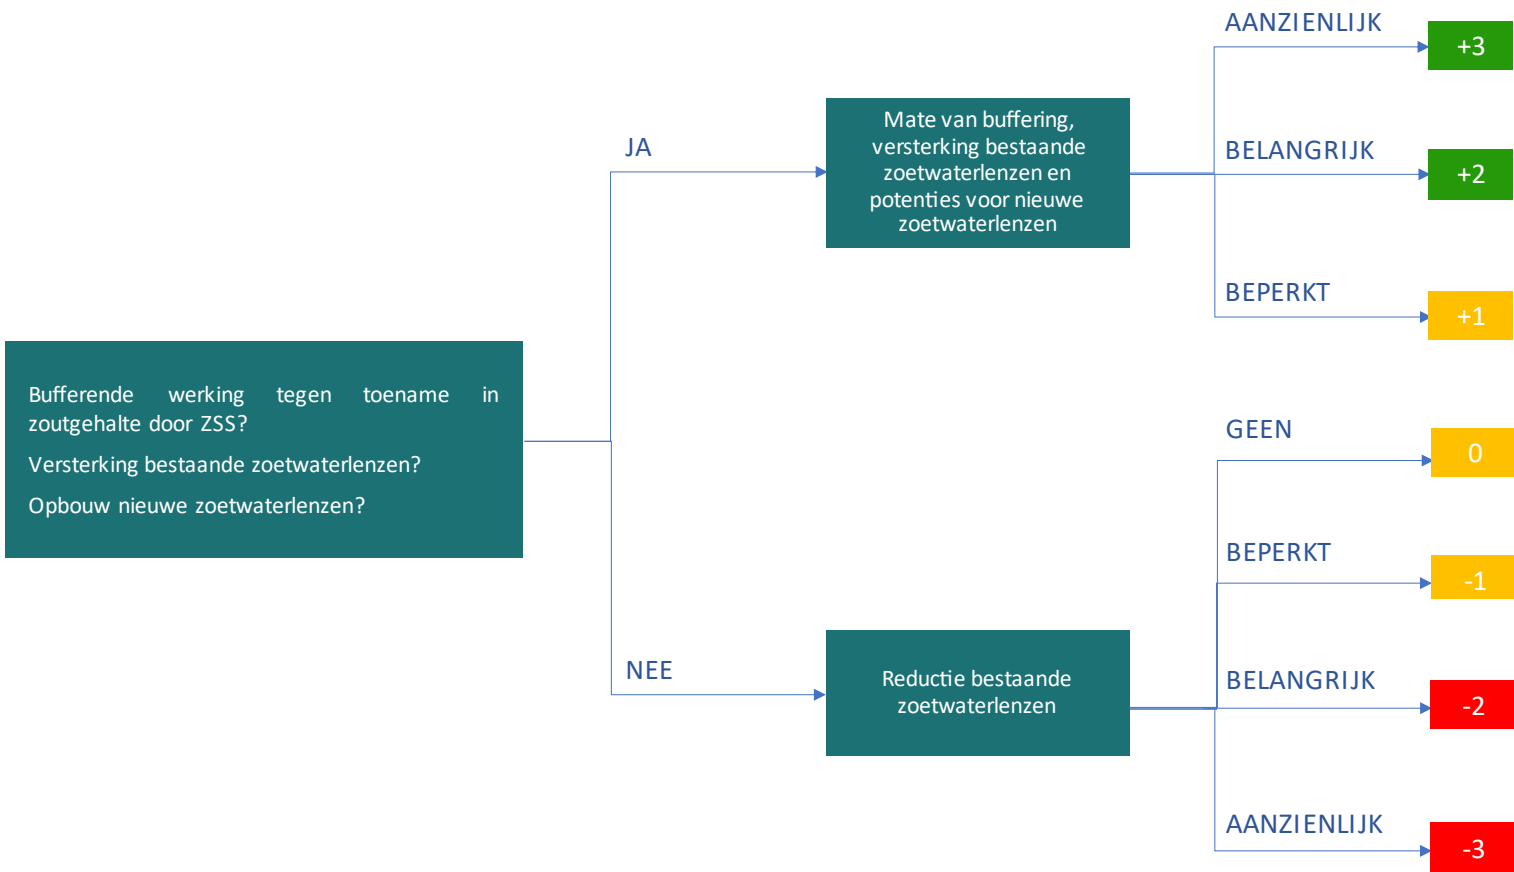 Bufferende werking tegen toename in
zoutgehalte door ZSS?
Versterking bestaande zoetwaterlenzen?
Opbouw nieuwe zoetwaterlenzen?
JA
Mate van buffering,
versterking bestaande
zoetwaterlenzen en
potenties voor nieuwe
zoetwaterlenzen
AANZIENLIJK
+3
BELANGRIJK
+2
BEPERKT
+1
NEE
Reductie bestaande
zoetwaterlenzen
GEEN
0
BEPERKT
-1
BELANGRIJK
-2
AANZIENLIJK
-3